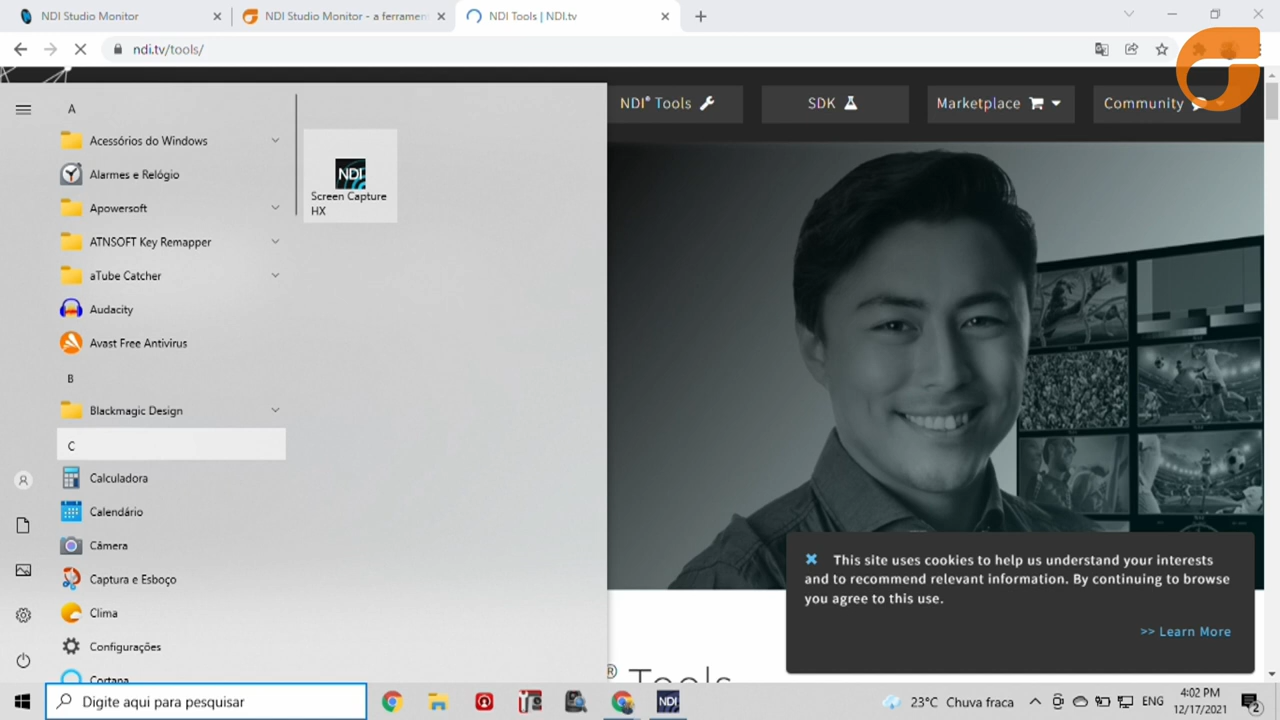 NDI Studio Monitor
NDI Studio Monitor - a ferramen
NDI Tools | NDI.tv
ndi.tv/tools/
NDI® Tools
SDK
Marketplace
Community
A
Acessórios do Windows
Alarmes e Relógio
Apowersoft
ATNSOFT Key Remapper
aTube Catcher
Audacity
Avast Free Antivirus
B
Blackmagic Design
C
Calculadora
Calendário
Câmera
Captura e Esboço
Clima
Configurações
Cortana
NDI
Screen Capture
HX
This site uses cookies to help us understand your interests
and to recommend relevant information. By continuing to browse
you agree to this use.
>> Learn More
® Tools
Digite aqui para pesquisar
NDI
23°C Chuva fraca
ENG
4:02 PM
12/17/2021
2